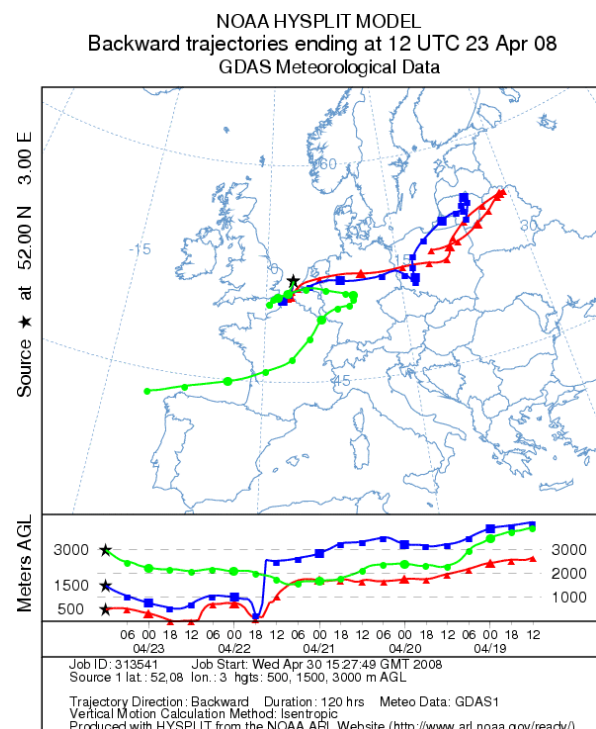 NOAA HYSPLIT MODEL
Backward trajectories ending at 12 UTC 23 Apr 08
GDAS Meteorological Data
Source ★ at 52.00 N 3.00 E
60
-15
0
15
30
45
Meters AGL
3000
1500
500
3000
2000
1000
06 00 18 12 06 00 18 12 06 00 18 12 06 00 18 12 06 00 18 12
04/23 04/22 04/21 04/20 04/19
Job ID: 313541 Job Start: Wed Apr 30 15:27:49 GMT 2008
Source 1 lat.: 52,08 lon.: 3 hgts: 500, 1500, 3000 m AGL
Trajectory Direction: Backward Duration: 120 hrs Meteo Data: GDAS1
Vertical Motion Calculation Method: Isentropic
Produced with HYSPLIT from the NOAA ARL Website (http://www.arl.noaa.gov/ready/)